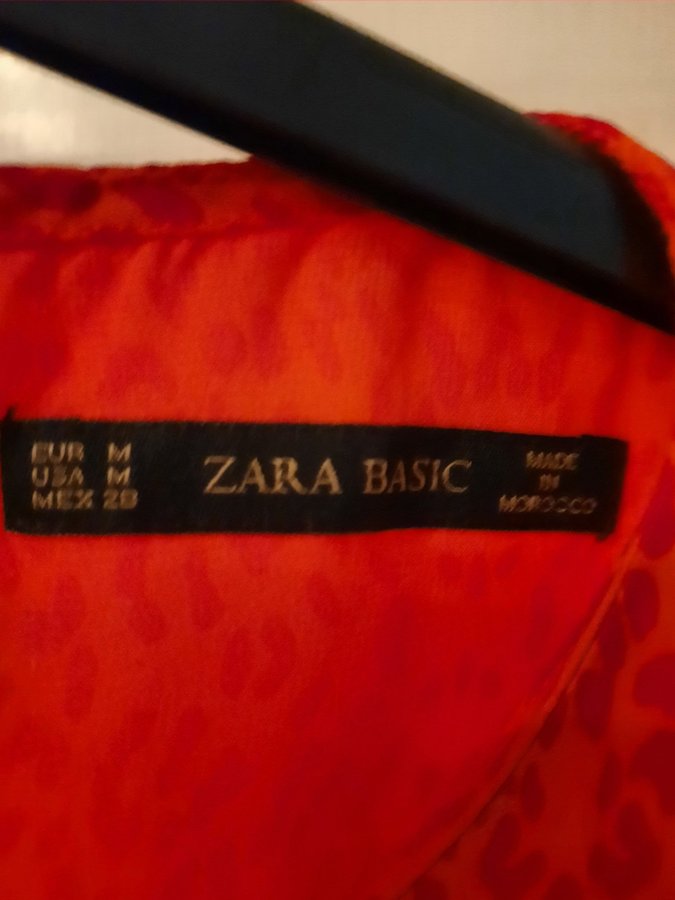 EUR M
USA M
MEX 28
ZARA BASIC
MADE
IN
MOROCCO